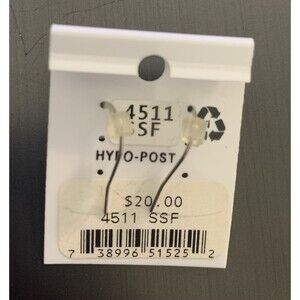 4511
SSF
HYPO-POST
$20.00
4511 SSF
7 38996 51525 2